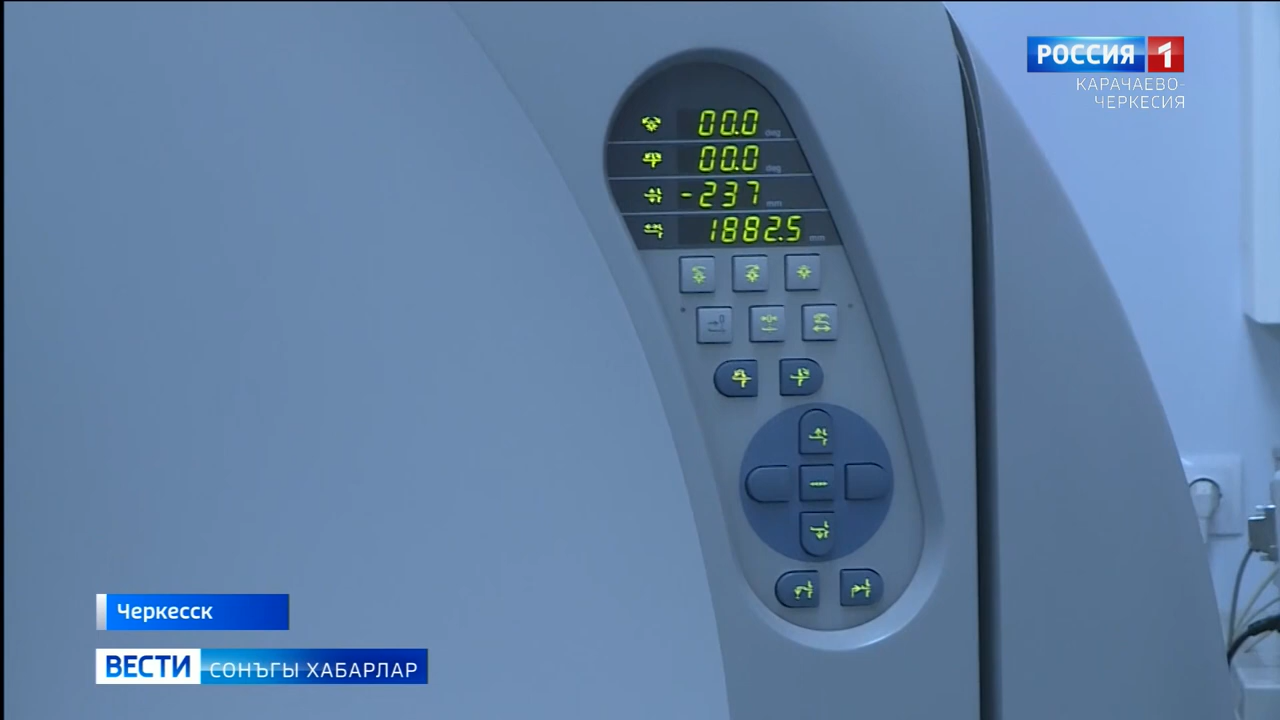 РОССИЯ 1
КАРАЧАЕВО-
ЧЕРКЕСИЯ
00.0 deg
00.0 deg
-237 mm
1882.5 mm
Черкесск
ВЕСТИ СОНЪГЫ ХАБАРЛАР